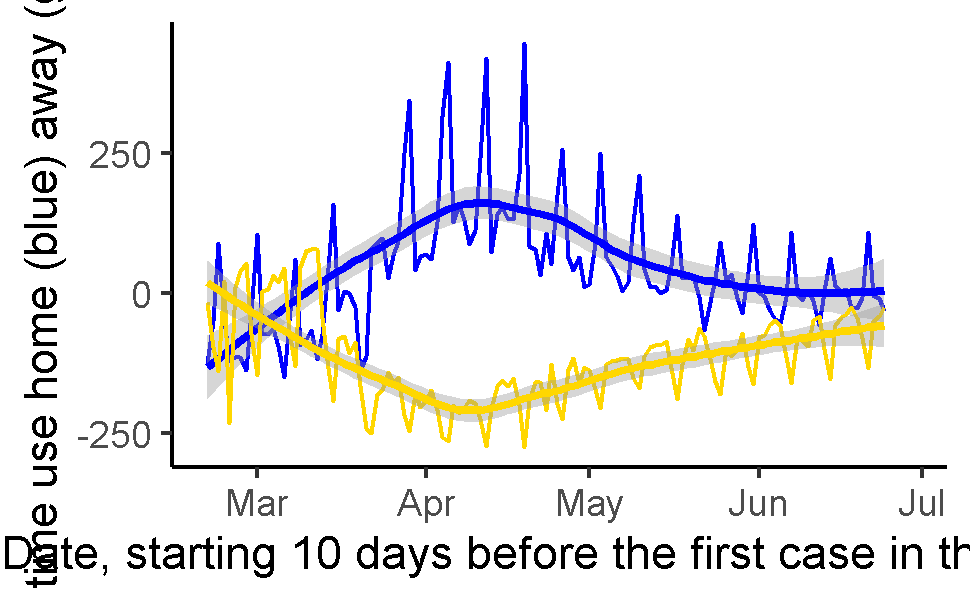 time use home (blue) away (
250
0
-250
Mar Apr May Jun Jul
Date, starting 10 days before the first case in th